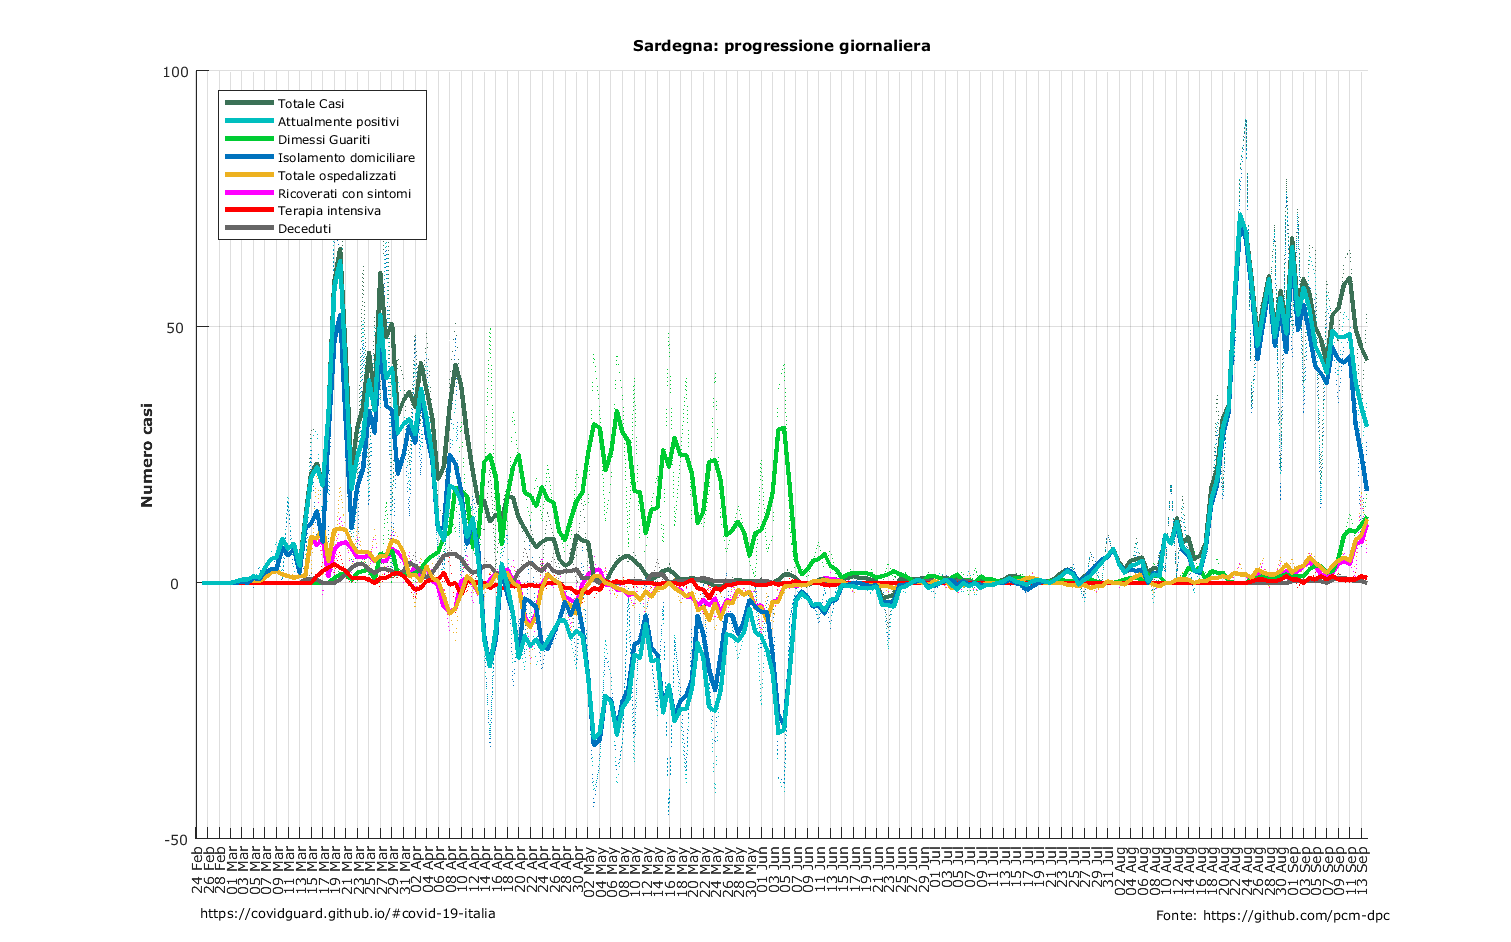 Sardegna: progressione giornaliera
100
50
0
-50
Numero casi
Totale Casi
Attualmente positivi
Dimessi Guariti
Isolamento domiciliare
Totale ospedalizzati
Ricoverati con sintomi
Terapia intensiva
Deceduti
24 Feb
26 Feb
28 Feb
01 Mar
03 Mar
05 Mar
07 Mar
09 Mar
11 Mar
13 Mar
15 Mar
17 Mar
19 Mar
21 Mar
23 Mar
25 Mar
27 Mar
29 Mar
31 Mar
02 Apr
04 Apr
06 Apr
08 Apr
10 Apr
12 Apr
14 Apr
16 Apr
18 Apr
20 Apr
22 Apr
24 Apr
26 Apr
28 Apr
30 Apr
02 May
04 May
06 May
08 May
10 May
12 May
14 May
16 May
18 May
20 May
22 May
24 May
26 May
28 May
30 May
01 Jun
03 Jun
05 Jun
07 Jun
09 Jun
11 Jun
13 Jun
15 Jun
17 Jun
19 Jun
21 Jun
23 Jun
25 Jun
27 Jun
29 Jun
01 Jul
03 Jul
05 Jul
07 Jul
09 Jul
11 Jul
13 Jul
15 Jul
17 Jul
19 Jul
21 Jul
23 Jul
25 Jul
27 Jul
29 Jul
31 Jul
02 Aug
04 Aug
06 Aug
08 Aug
10 Aug
12 Aug
14 Aug
16 Aug
18 Aug
20 Aug
22 Aug
24 Aug
26 Aug
28 Aug
30 Aug
01 Sep
03 Sep
05 Sep
07 Sep
09 Sep
11 Sep
13 Sep
https://covidguard.github.io/#covid-19-italia
Fonte: https://github.com/pcm-dpc